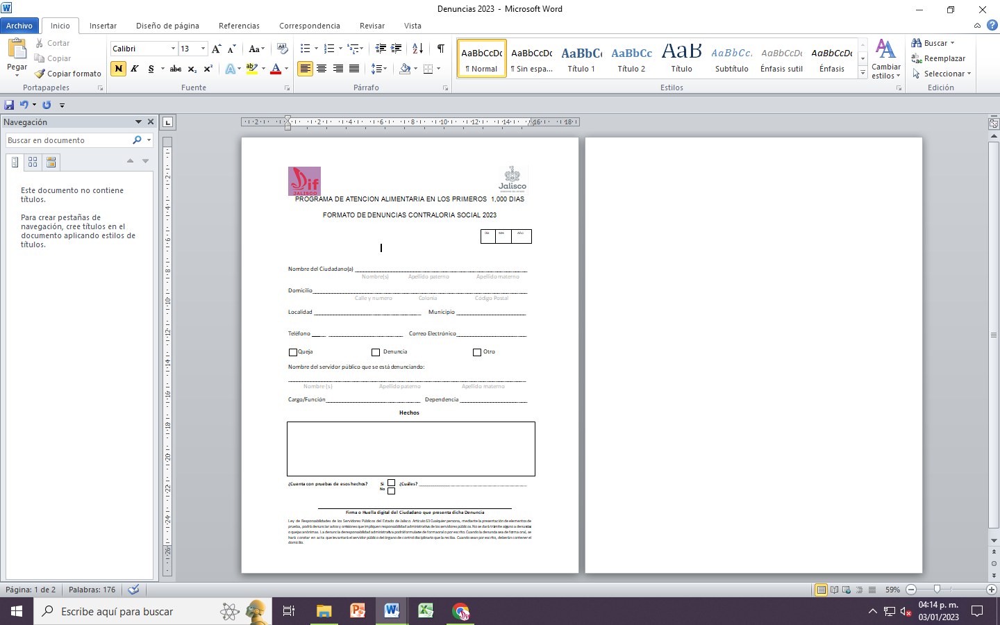 Denuncias 2023 - Microsoft Word
Archivo Inicio Insertar Diseño de página Referencias Correspondencia Revisar Vista
Pegar
Cortar
Copiar
Copiar formato
Portapapeles
Calibri 13
N K S abc x₂ x²
Fuente
Párrafo
AaBbCcDc AaBbCcDc AaBbCc AaBbCc AaB AaBbCc. AaBbCcDc AaBbCcDc
¶ Normal ¶ Sin espa... Título 1 Título 2 Título Subtítulo Énfasis sutil Énfasis
Estilos
Cambiar
estilos
Buscar
Reemplazar
Seleccionar
Edición
Navegación
Buscar en documento
Este documento no contiene
títulos.
Para crear pestañas de
navegación, cree títulos en el
documento aplicando estilos de
títulos.
2 2 4 6 8 10 12 14 16 18
2 4 6 8 10 12 14 16 18 20 22 24 26
Dif
JALISCO
Jalisco
PROGRAMA DE ATENCION ALIMENTARIA EN LOS PRIMEROS 1,000 DIAS
FORMATO DE DENUNCIAS CONTRALORIA SOCIAL 2023
Día Mes Año
Nombre del Ciudadano(a)
Nombre(s) Apellido paterno Apellido materno
Domicilio
Calle y numero Colonia Código Postal
Localidad Municipio
Teléfono Correo Electrónico
Queja Denuncia Otro
Nombre del servidor público que se está denunciando:
Nombre (s) Apellido paterno Apellido materno
Cargo/Función Dependencia
Hechos
¿Cuenta con pruebas de esos hechos? Si ¿Cuáles?
No
Firma o Huella digital del Ciudadano que presenta dicha Denuncia
Ley de Responsabilidades de los Servidores Públicos del Estado de Jalisco. Artículo 63 Cualquier persona, mediante la presentación de elementos de
prueba, podrá denunciar actos y omisiones que impliquen responsabilidad administrativa de los servidores públicos. No se dará trámite alguno a denuncias
o quejas anónimas. La denuncia de responsabilidad administrativa podrá formularse de forma oral o por escrito. Cuando la denuncia sea de forma oral, se
hará constar en acta que levantará el servidor público del órgano de control disciplinario que la reciba. Cuando sean por escrito, deberán contener el
domicilio.
Página: 1 de 2 Palabras: 176 59%
Escribe aquí para buscar
04:14 p. m.
03/01/2023